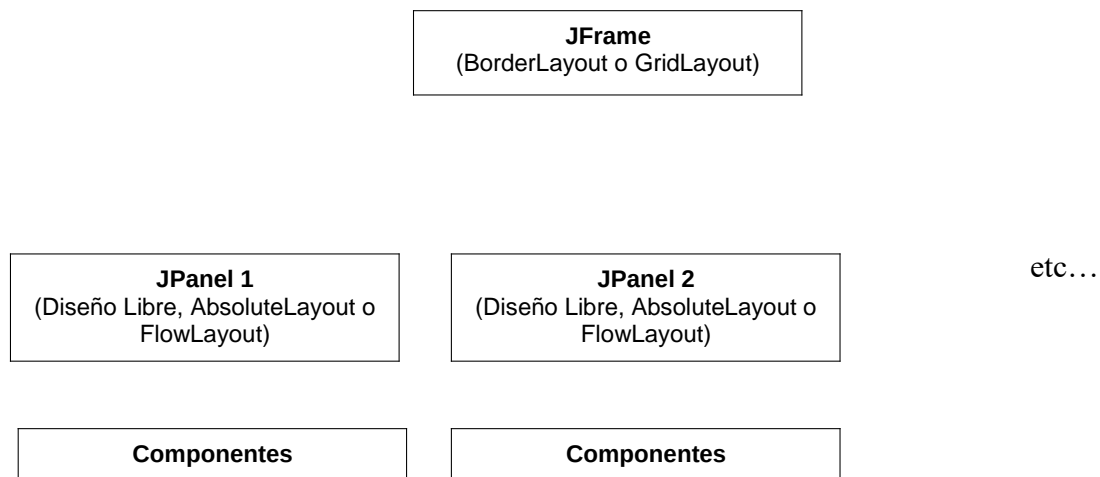 JFrame
(BorderLayout o GridLayout)
JPanel 1
(Diseño Libre, AbsoluteLayout o
FlowLayout)
JPanel 2
(Diseño Libre, AbsoluteLayout o
FlowLayout)
etc…
Componentes
Componentes